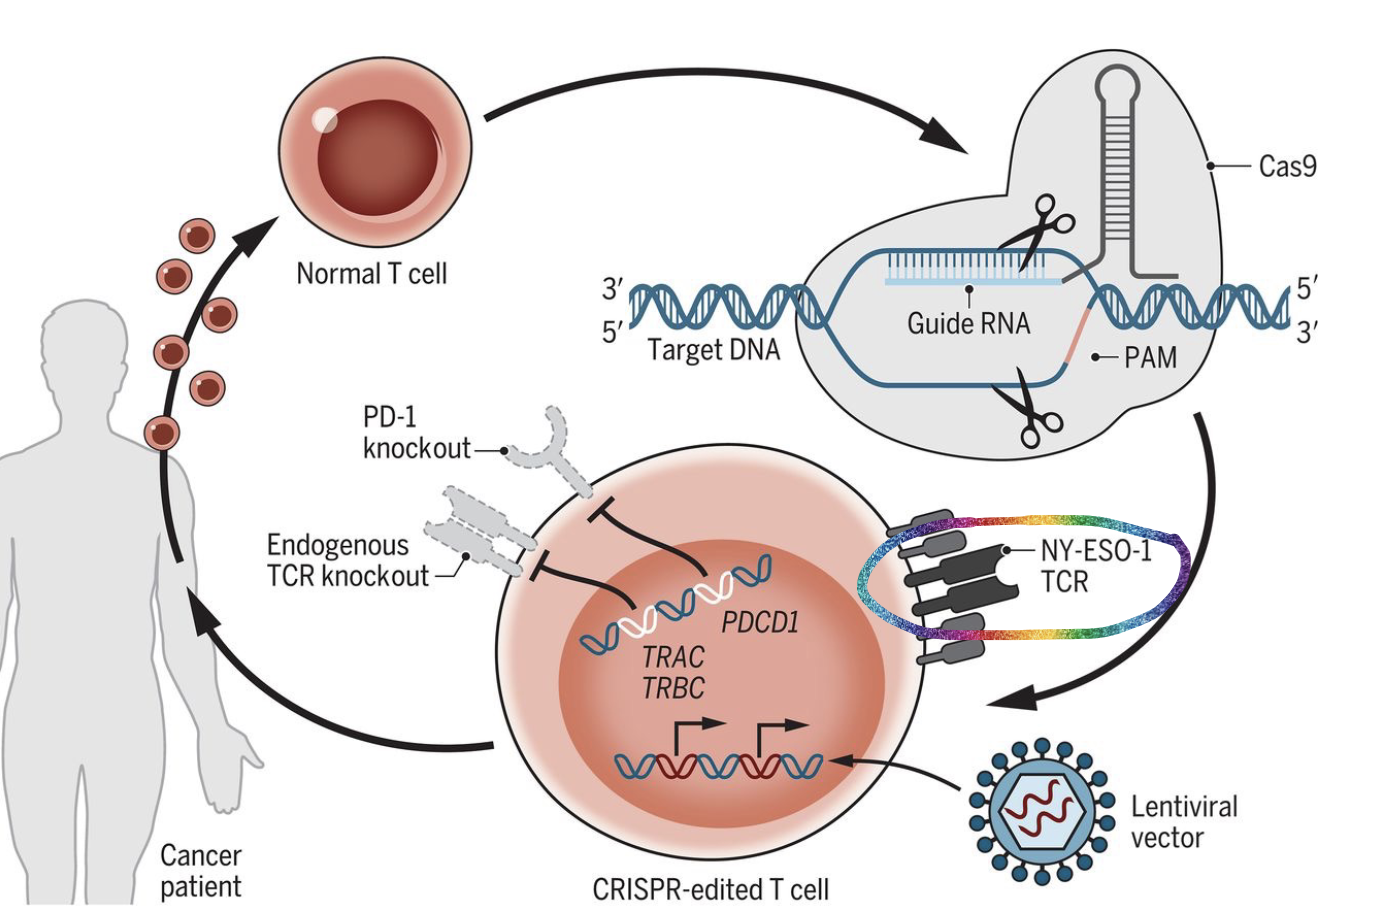 Normal T cell
Cas9
3′
5′
5′
3′
Target DNA
Guide RNA
PAM
PD-1
knockout
Endogenous
TCR knockout
NY-ESO-1
TCR
PDCD1
TRAC
TRBC
Lentiviral
vector
Cancer
patient
CRISPR-edited T cell